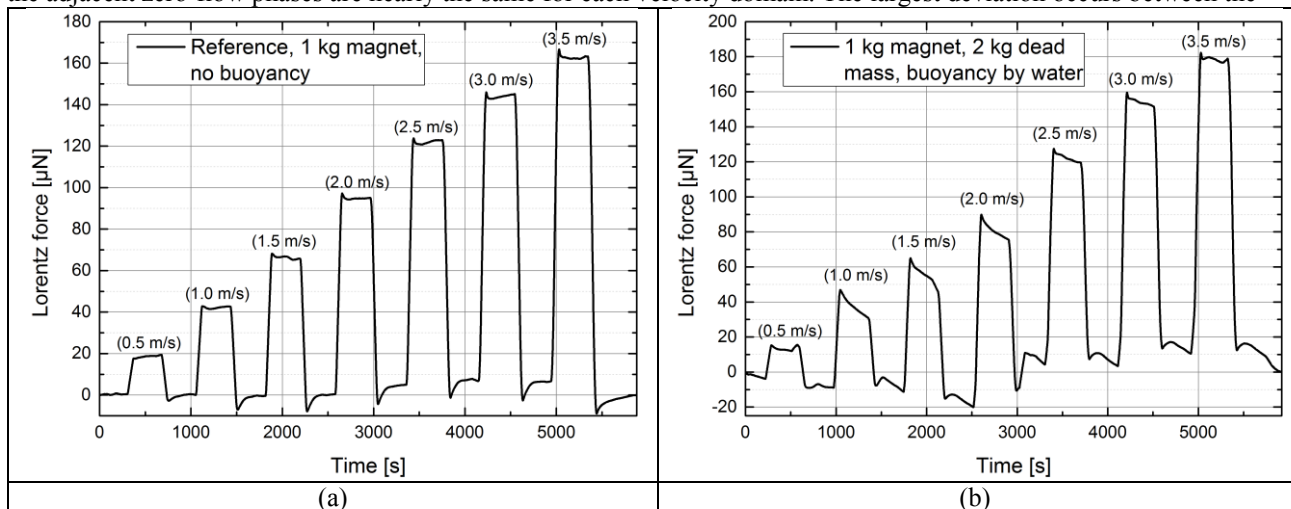 the adjacent zero-flow phases are nearly the same for each velocity domain. The largest deviation occurs between the
Reference, 1 kg magnet,
no buoyancy
(0.5 m/s)
(1.0 m/s)
(1.5 m/s)
(2.0 m/s)
(2.5 m/s)
(3.0 m/s)
(3.5 m/s)
160
140
120
100
80
60
40
20
0
Lorentz force [µN]
0 1000 2000 3000 4000 5000
Time [s]
(a)
1 kg magnet, 2 kg dead
mass, buoyancy by water
(0.5 m/s)
(1.0 m/s)
(1.5 m/s)
(2.0 m/s)
(2.5 m/s)
(3.0 m/s)
(3.5 m/s)
200
180
160
140
120
100
80
60
40
20
0
-20
Lorentz force [µN]
0 1000 2000 3000 4000 5000
Time [s]
(b)